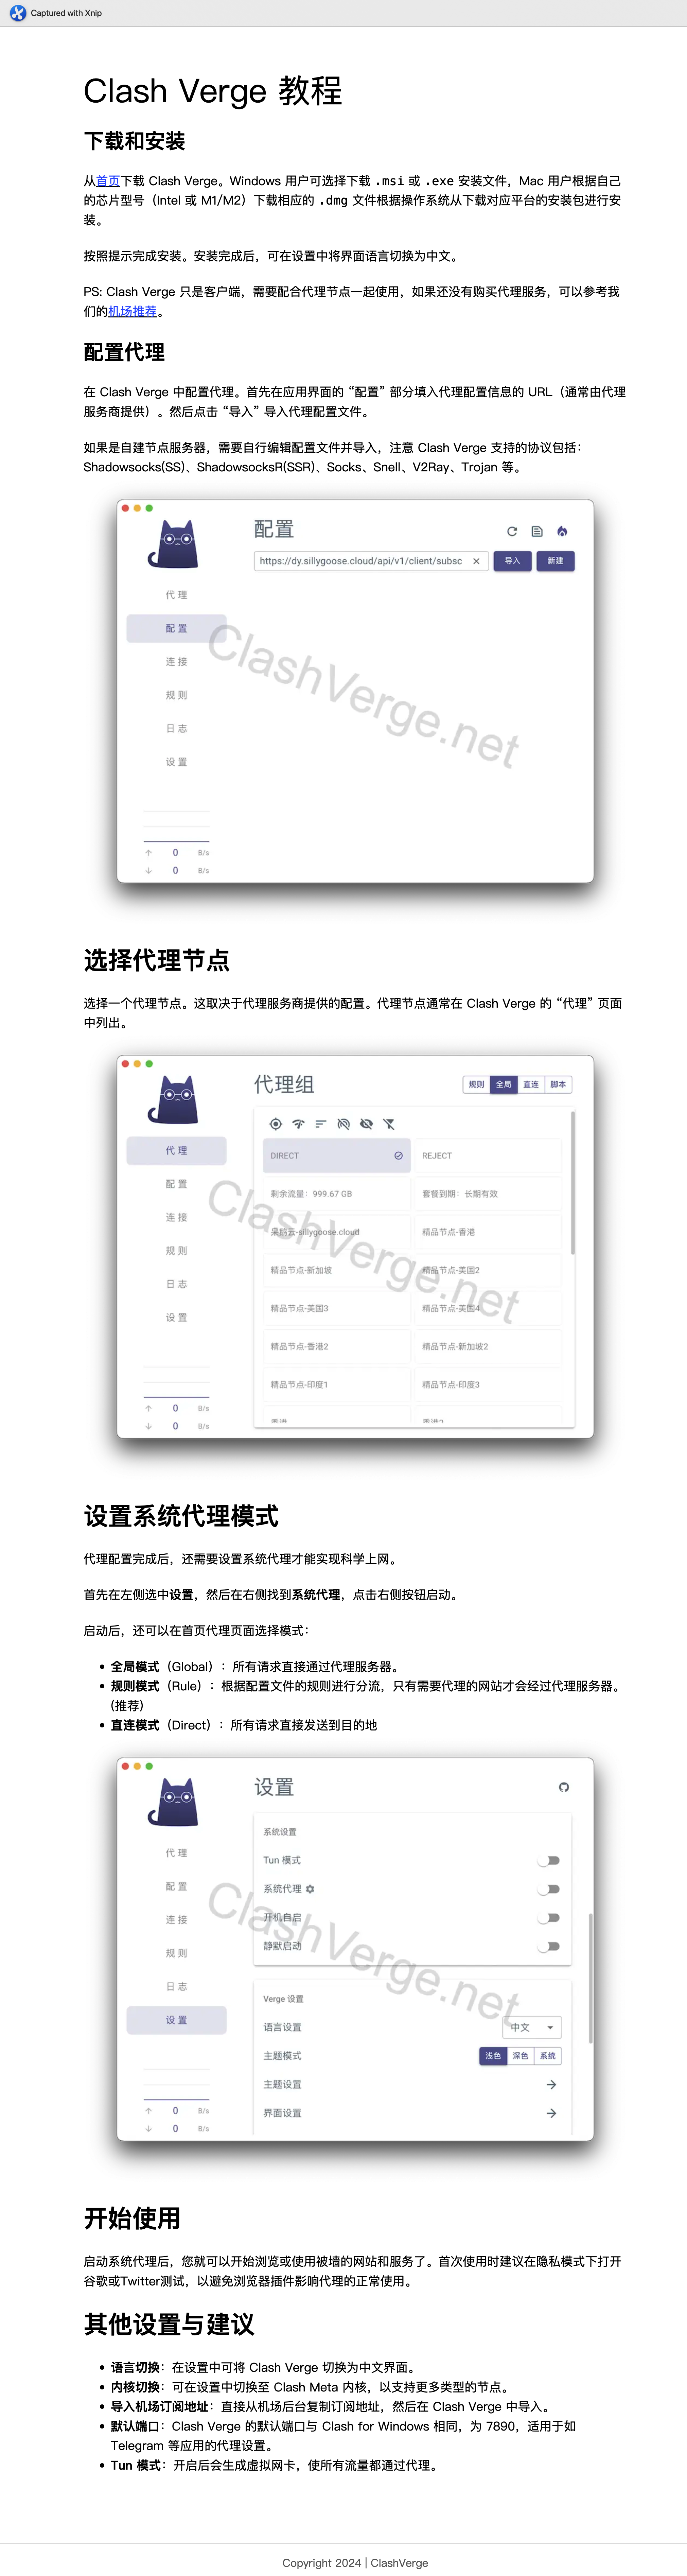 Captured with Xnip
Clash Verge 教程
下载和安装
从首页下载 Clash Verge。Windows 用户可选择下载 .msi 或 .exe 安装文件，Mac 用户根据自己
的芯片型号（Intel 或 M1/M2）下载相应的 .dmg 文件根据操作系统从下载对应平台的安装包进行安
装。
按照提示完成安装。安装完成后，可在设置中将界面语言切换为中文。
PS: Clash Verge 只是客户端，需要配合代理节点一起使用，如果还没有购买代理服务，可以参考我
们的机场推荐。
配置代理
在 Clash Verge 中配置代理。首先在应用界面的 “配置” 部分填入代理配置信息的 URL（通常由代理
服务商提供）。然后点击 “导入” 导入代理配置文件。
如果是自建节点服务器，需要自行编辑配置文件并导入，注意 Clash Verge 支持的协议包括：
Shadowsocks(SS)、ShadowsocksR(SSR)、Socks、Snell、V2Ray、Trojan 等。
配置
https://dy.sillygoose.cloud/api/v1/client/subsc
导入
新建
代理
配置
连接
规则
日志
设置
ClashVerge.net
0 B/s
0 B/s
选择代理节点
选择一个代理节点。这取决于代理服务商提供的配置。代理节点通常在 Clash Verge 的 “代理” 页面
中列出。
代理组
规则 全局 直连 脚本
代理
配置
连接
规则
日志
设置
DIRECT REJECT
剩余流量：999.67 GB 套餐到期：长期有效
呆鹅云-sillygoose.cloud 精品节点-香港
精品节点-新加坡 精品节点-美国2
精品节点-美国3 精品节点-美国4
精品节点-香港2 精品节点-新加坡2
精品节点-印度1 精品节点-印度3
香港 香港2
ClashVerge.net
0 B/s
0 B/s
设置系统代理模式
代理配置完成后，还需要设置系统代理才能实现科学上网。
首先在左侧选中设置，然后在右侧找到系统代理，点击右侧按钮启动。
启动后，还可以在首页代理页面选择模式：
• 全局模式（Global）：所有请求直接通过代理服务器。
• 规则模式（Rule）：根据配置文件的规则进行分流，只有需要代理的网站才会经过代理服务器。
(推荐)
• 直连模式（Direct）：所有请求直接发送到目的地
设置
代理
配置
连接
规则
日志
设置
系统设置
Tun 模式
系统代理
开机自启
静默启动
Verge 设置
语言设置 中文
主题模式 浅色 深色 系统
主题设置
界面设置
ClashVerge.net
0 B/s
0 B/s
开始使用
启动系统代理后，您就可以开始浏览或使用被墙的网站和服务了。首次使用时建议在隐私模式下打开
谷歌或Twitter测试，以避免浏览器插件影响代理的正常使用。
其他设置与建议
• 语言切换：在设置中可将 Clash Verge 切换为中文界面。
• 内核切换：可在设置中切换至 Clash Meta 内核，以支持更多类型的节点。
• 导入机场订阅地址：直接从机场后台复制订阅地址，然后在 Clash Verge 中导入。
• 默认端口：Clash Verge 的默认端口与 Clash for Windows 相同，为 7890，适用于如
Telegram 等应用的代理设置。
• Tun 模式：开启后会生成虚拟网卡，使所有流量都通过代理。
Copyright 2024 | ClashVerge